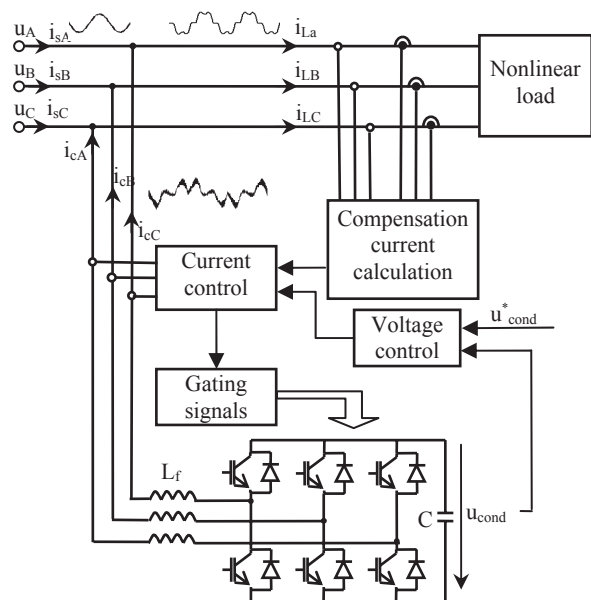 u_A i_sA i_La
u_B i_sB i_LB
u_C i_sC i_LC
Nonlinear
load
i_cA
i_cB
i_cC
Compensation
current
calculation
Current
control
Voltage
control
u*_cond
Gating
signals
L_f
C
u_cond